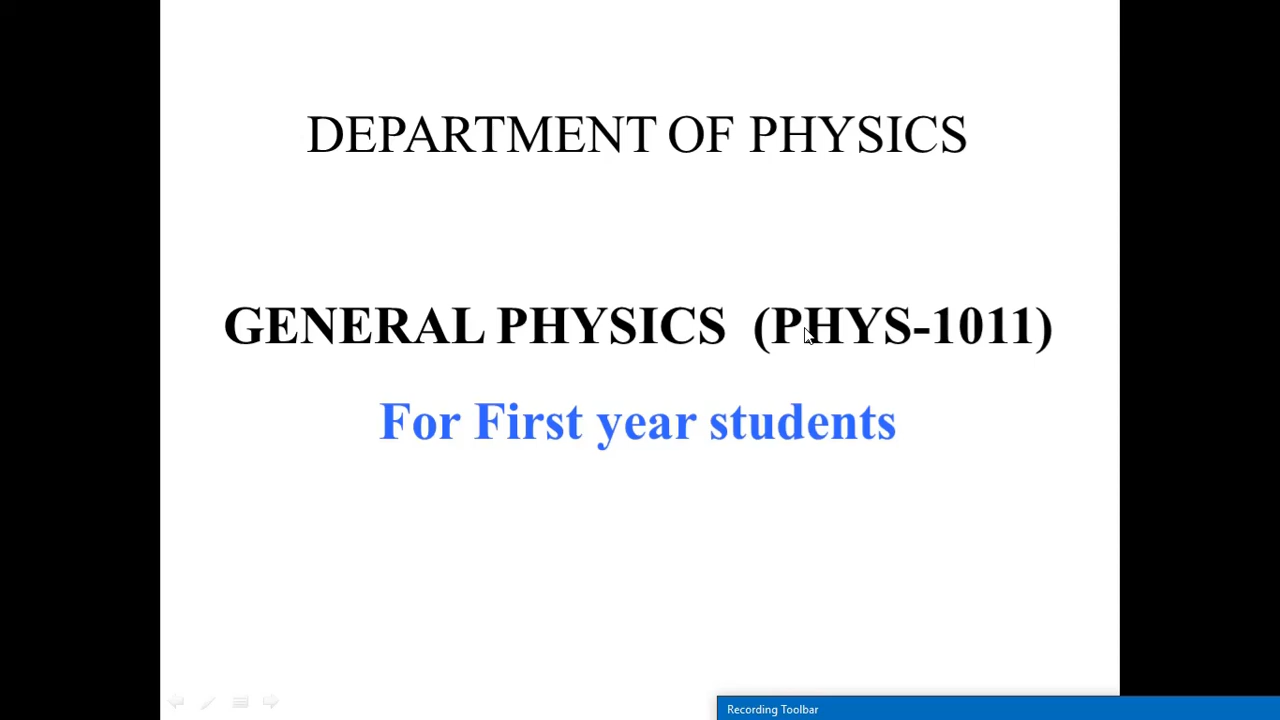 DEPARTMENT OF PHYSICS
GENERAL PHYSICS (PHYS-1011)
For First year students
Recording Toolbar